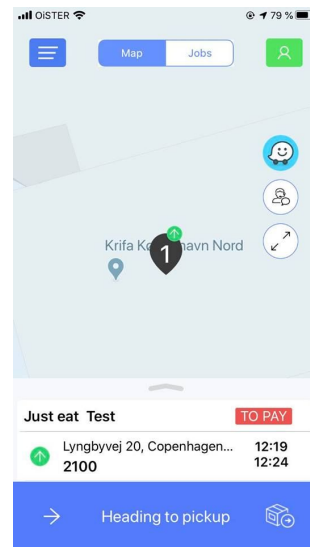 OiSTER
79 %
Map Jobs
Krifa Kø havn Nord
1
Just eat Test TO PAY
Lyngbyvej 20, Copenhagen... 12:19
2100 12:24
Heading to pickup